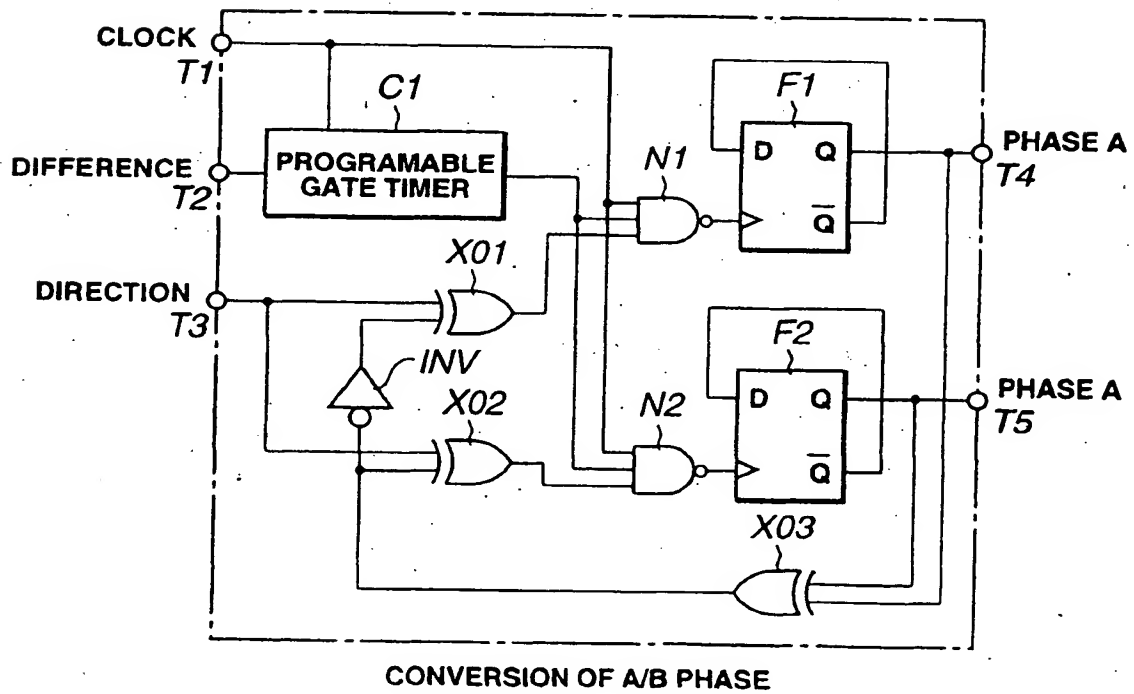 CLOCK
T1
C1
F1
DIFFERENCE
T2
PROGRAMABLE
GATE TIMER
N1
D Q
Q
PHASE A
T4
DIRECTION
T3
X01
INV
X02
N2
F2
D Q
Q
PHASE A
T5
X03
CONVERSION OF A/B PHASE